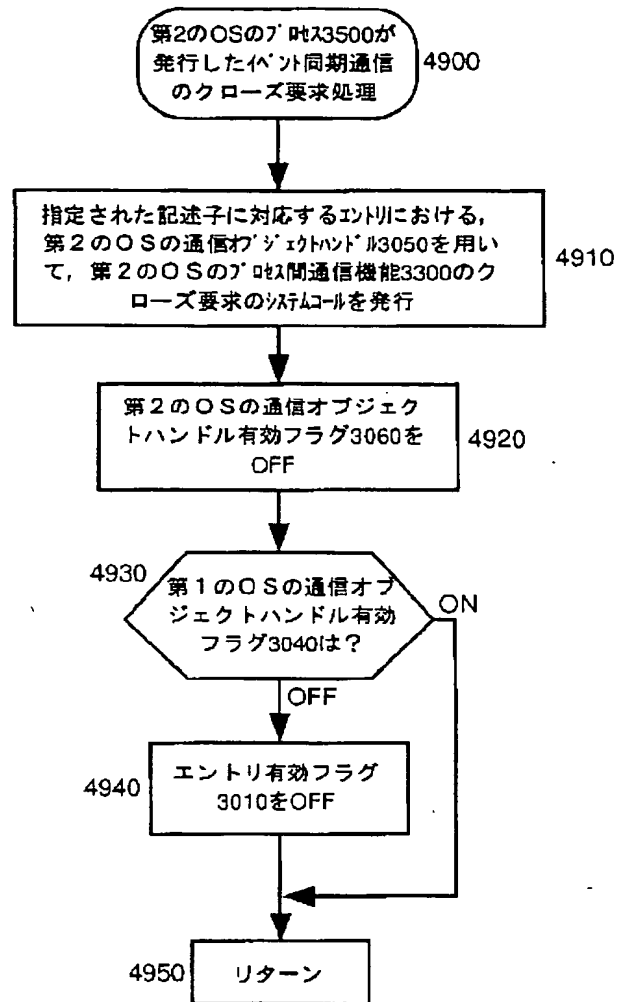 第2のOSのプロセス3500が
発行したイベント同期通信
のクローズ要求処理
4900
指定された記述子に対応するエントリにおける,
第2のOSの通信オブジェクトハンドル3050を用い
て, 第2のOSのプロセス間通信機能3300のク
ローズ要求のシステムコールを発行
4910
第2のOSの通信オブジェク
トハンドル有効フラグ3060を
OFF
4920
4930
第1のOSの通信オブ
ジェクトハンドル有効
フラグ3040は?
ON
OFF
4940
エントリ有効フラグ
3010をOFF
4950
リターン